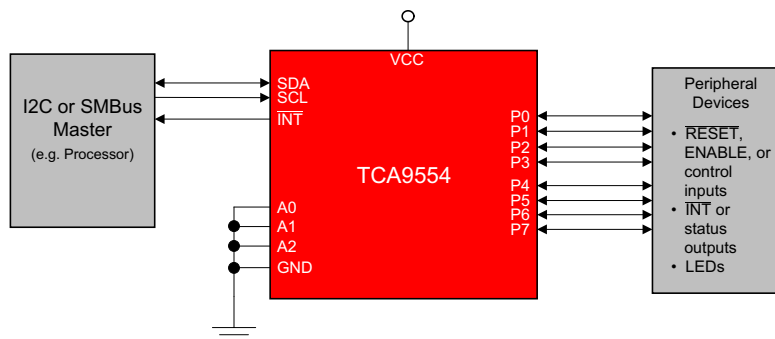 VCC
I2C or SMBus
Master
(e.g. Processor)
SDA
SCL
INT
A0
A1
A2
GND
TCA9554
P0
P1
P2
P3
P4
P5
P6
P7
Peripheral
Devices
• RESET,
ENABLE, or
control
inputs
• INT or
status
outputs
• LEDs